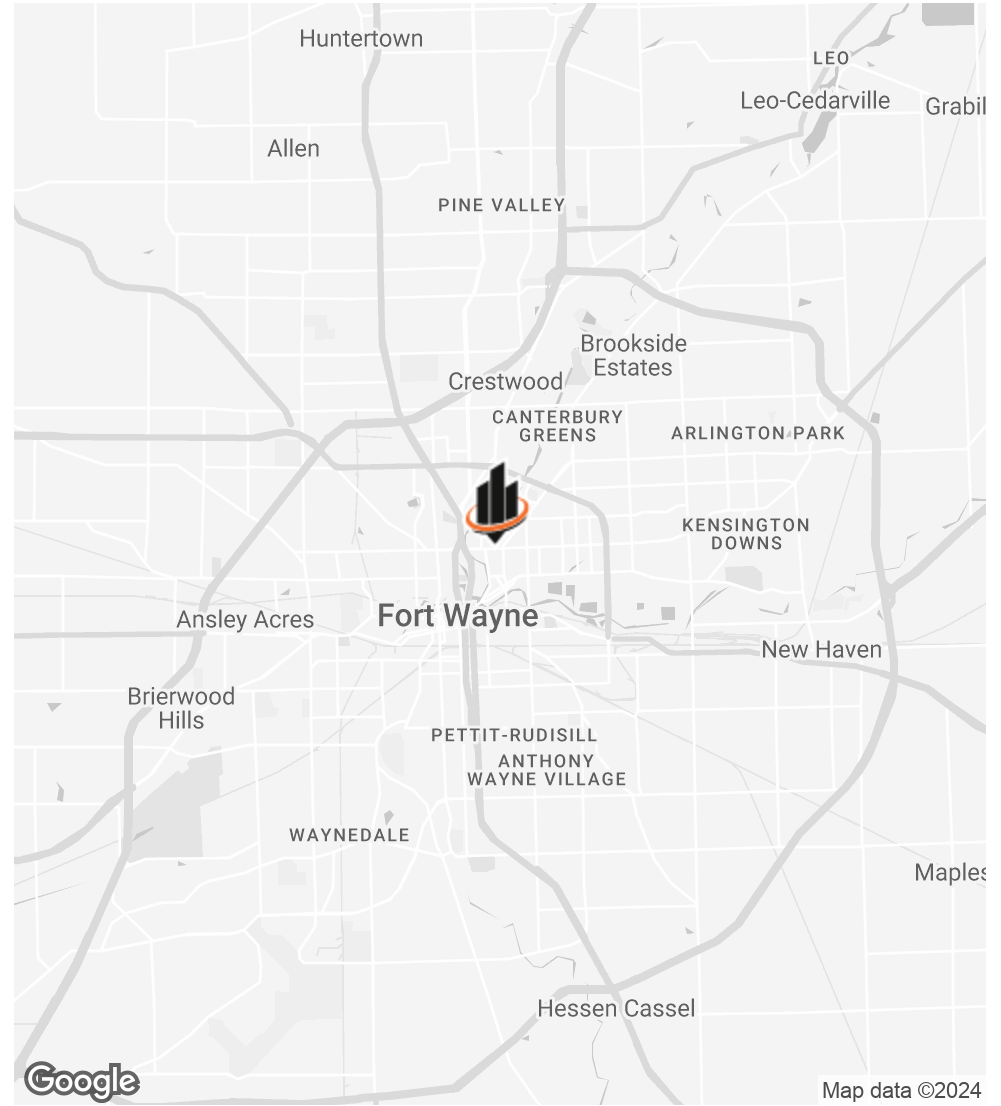 Huntertown
LEO
Leo-Cedarville
Grabil
Allen
PINE VALLEY
Brookside
Estates
Crestwood
CANTERBURY
GREENS
ARLINGTON PARK
KENSINGTON
DOWNS
Ansley Acres
Fort Wayne
New Haven
Brierwood
Hills
PETTIT-RUDISILL
ANTHONY
WAYNE VILLAGE
WAYNEDALE
Maples
Hessen Cassel
Google
Map data ©2024